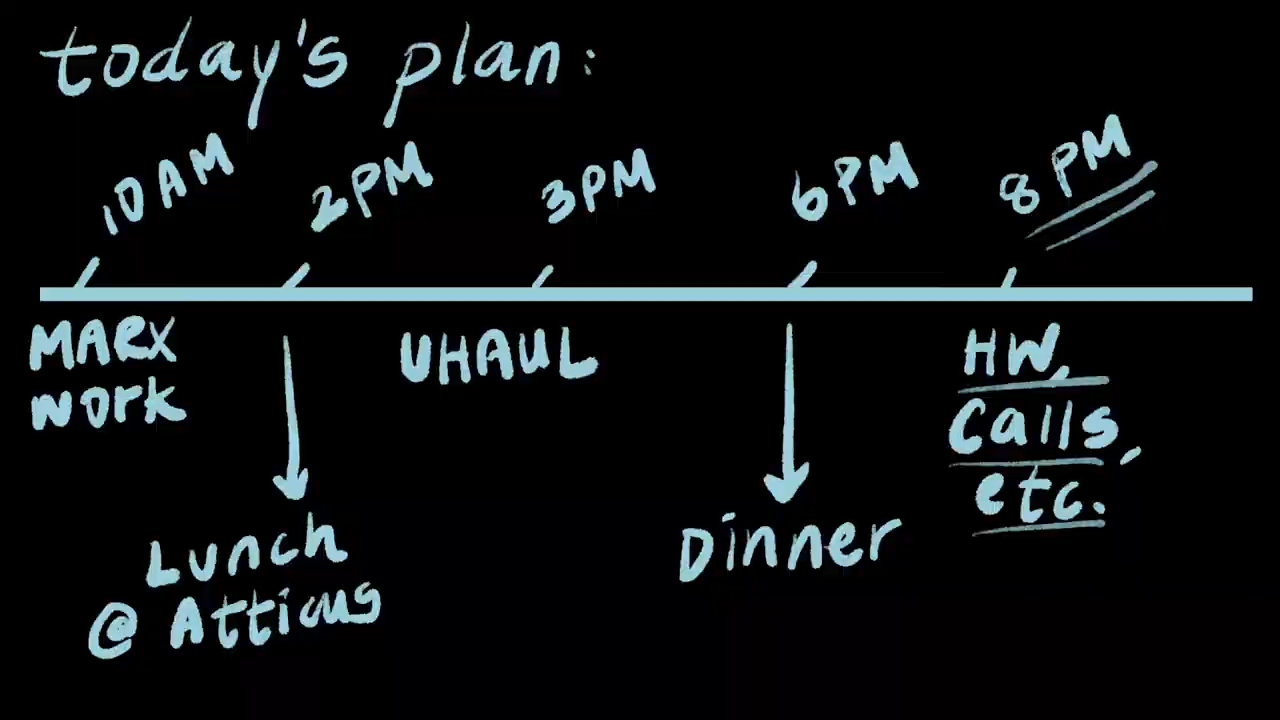 today's plan:
10AM 2PM 3PM 6PM 8PM
MARX
WORK
UHAUL
HW,
Calls,
etc.
Lunch
@ Atticus
Dinner